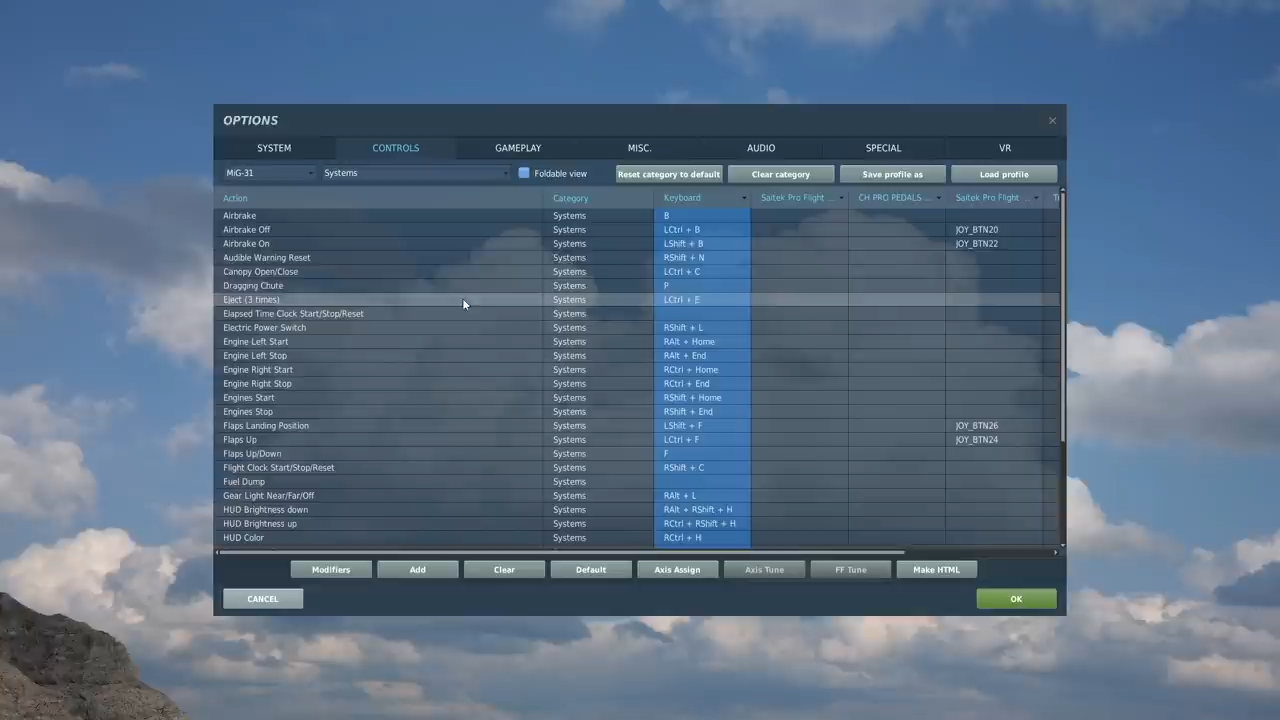 OPTIONS
SYSTEM CONTROLS GAMEPLAY MISC. AUDIO SPECIAL VR
MiG-31 Systems Foldable view Reset category to default Clear category Save profile as Load profile
Action Category Keyboard Saitek Pro Flight ... CH PRO PEDALS ... Saitek Pro Flight ...
Airbrake Systems B
Airbrake Off Systems LCtrl + B JOY_BTN20
Airbrake On Systems LShift + B JOY_BTN22
Audible Warning Reset Systems RShift + N
Canopy Open/Close Systems LCtrl + C
Dragging Chute Systems P
Eject (3 times) Systems LCtrl + E
Elapsed Time Clock Start/Stop/Reset Systems
Electric Power Switch Systems RShift + L
Engine Left Start Systems RAlt + Home
Engine Left Stop Systems RAlt + End
Engine Right Start Systems RCtrl + Home
Engine Right Stop Systems RCtrl + End
Engines Start Systems RShift + Home
Engines Stop Systems RShift + End
Flaps Landing Position Systems LShift + F JOY_BTN26
Flaps Up Systems LCtrl + F JOY_BTN24
Flaps Up/Down Systems F
Flight Clock Start/Stop/Reset Systems RShift + C
Fuel Dump Systems
Gear Light Near/Far/Off Systems RAlt + L
HUD Brightness down Systems RAlt + RShift + H
HUD Brightness up Systems RCtrl + RShift + H
HUD Color Systems RCtrl + H
Modifiers Add Clear Default Axis Assign Axis Tune FF Tune Make HTML
CANCEL OK